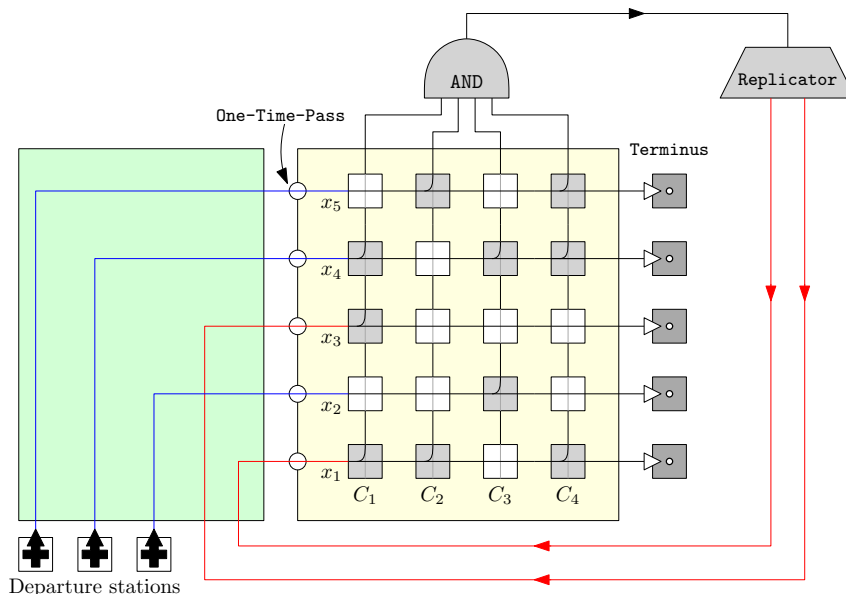 AND
Replicator
One-Time-Pass
Terminus
x₅
x₄
x₃
x₂
x₁
C₁ C₂ C₃ C₄
Departure stations